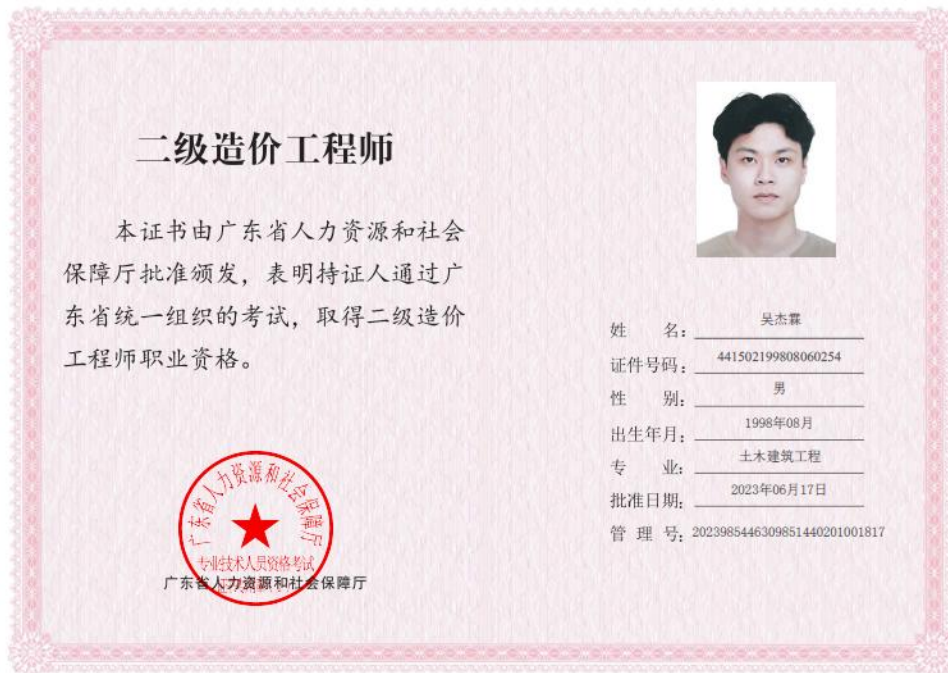 二级造价工程师
本证书由广东省人力资源和社会
保障厅批准颁发，表明持证人通过广
东省统一组织的考试，取得二级造价
工程师职业资格。
广东省人力资源和社会保障厅
专业技术人员资格考试
广东省人力资源和社会保障厅
姓 名：吴杰霖
证件号码：441502199808060254
性 别：男
出生年月：1998年08月
专 业：土木建筑工程
批准日期：2023年06月17日
管 理 号：2023985446309851440201001817